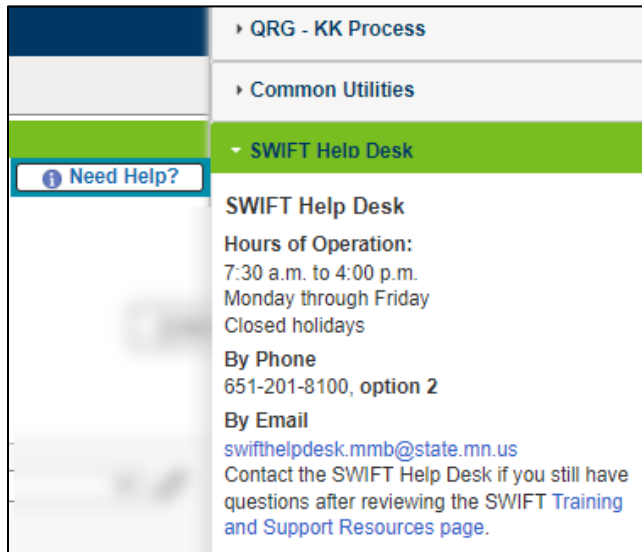 QRG - KK Process
Common Utilities
SWIFT Help Desk
Need Help?
SWIFT Help Desk
Hours of Operation:
7:30 a.m. to 4:00 p.m.
Monday through Friday
Closed holidays
By Phone
651-201-8100, option 2
By Email
swifthelpdesk.mmb@state.mn.us
Contact the SWIFT Help Desk if you still have
questions after reviewing the SWIFT Training
and Support Resources page.